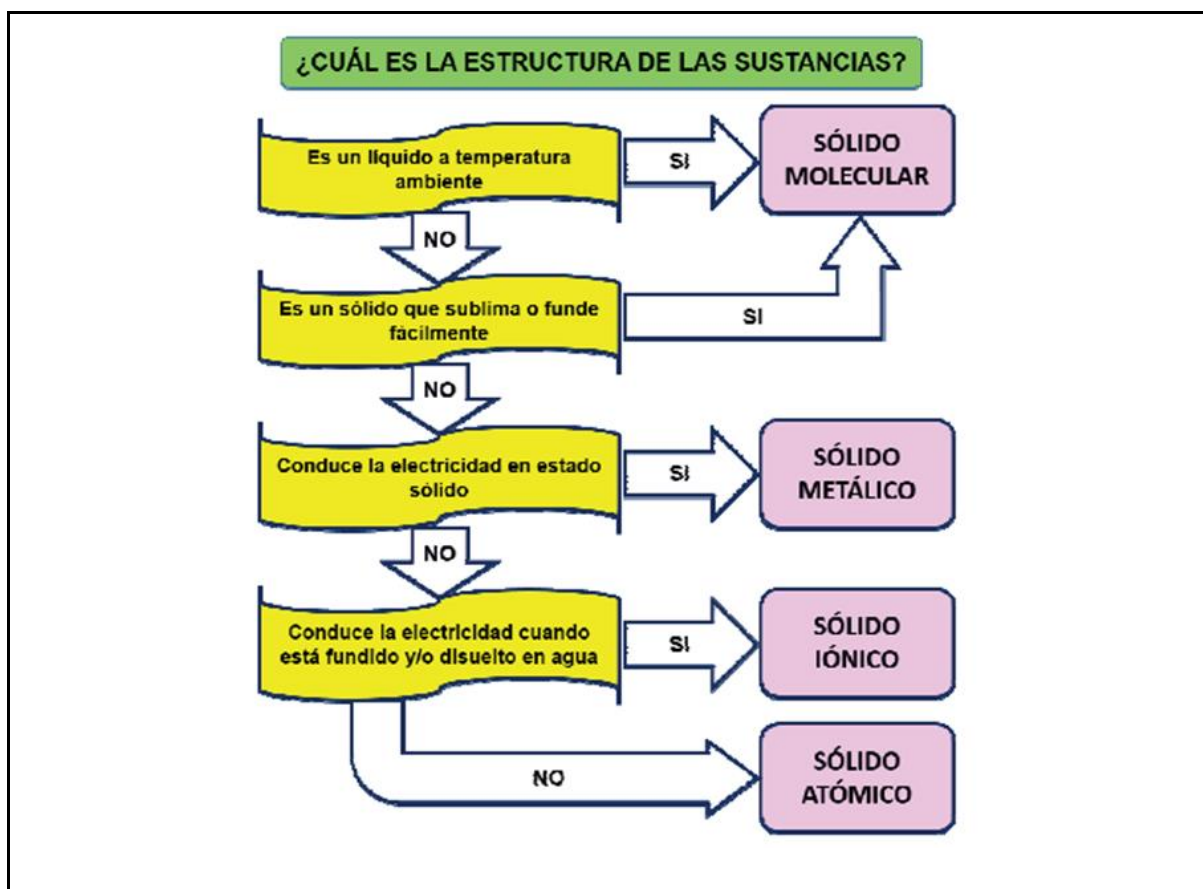 ¿CUÁL ES LA ESTRUCTURA DE LAS SUSTANCIAS?
Es un líquido a temperatura
ambiente
SI
SÓLIDO
MOLECULAR
NO
Es un sólido que sublima o funde
fácilmente
SI
NO
Conduce la electricidad en estado
sólido
SI
SÓLIDO
METÁLICO
NO
Conduce la electricidad cuando
está fundido y/o disuelto en agua
SI
SÓLIDO
IÓNICO
NO
SÓLIDO
ATÓMICO